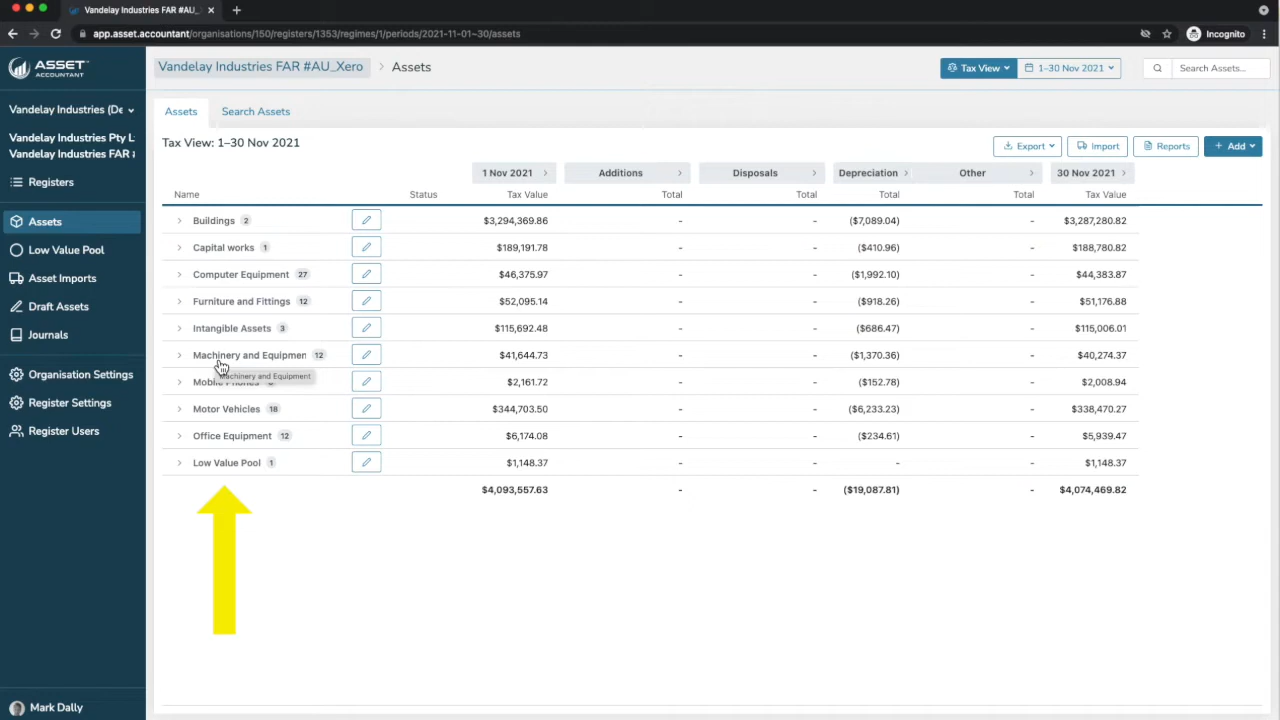 Vandelay Industries FAR #AU_
app.asset.accountant/organisations/150/registers/1353/regimes/1/periods/2021-11-01~30/assets
Incognito
ASSET™
ACCOUNTANT
Vandelay Industries FAR #AU_Xero
Assets
Tax View
1–30 Nov 2021
Search Assets...
Vandelay Industries (De
Vandelay Industries Pty L
Vandelay Industries FAR #
Registers
Assets
Low Value Pool
Asset Imports
Draft Assets
Journals
Organisation Settings
Register Settings
Register Users
Mark Dally
Assets
Search Assets
Tax View: 1–30 Nov 2021
Export
Import
Reports
+ Add
1 Nov 2021 Additions Disposals Depreciation Other 30 Nov 2021
Name Status Tax Value Total Total Total Total Tax Value
Buildings 2 $3,294,369.86 - - ($7,089.04) - $3,287,280.82
Capital works 1 $189,191.78 - - ($410.96) - $188,780.82
Computer Equipment 27 $46,375.97 - - ($1,992.10) - $44,383.87
Furniture and Fittings 12 $52,095.14 - - ($918.26) - $51,176.88
Intangible Assets 3 $115,692.48 - - ($686.47) - $115,006.01
Machinery and Equipmen 12 $41,644.73 - - ($1,370.36) - $40,274.37
Machinery and Equipment
Mobile Phones $2,161.72 - - ($152.78) - $2,008.94
Motor Vehicles 18 $344,703.50 - - ($6,233.23) - $338,470.27
Office Equipment 12 $6,174.08 - - ($234.61) - $5,939.47
Low Value Pool 1 $1,148.37 - - - - $1,148.37
$4,093,557.63 - - ($19,087.81) - $4,074,469.82